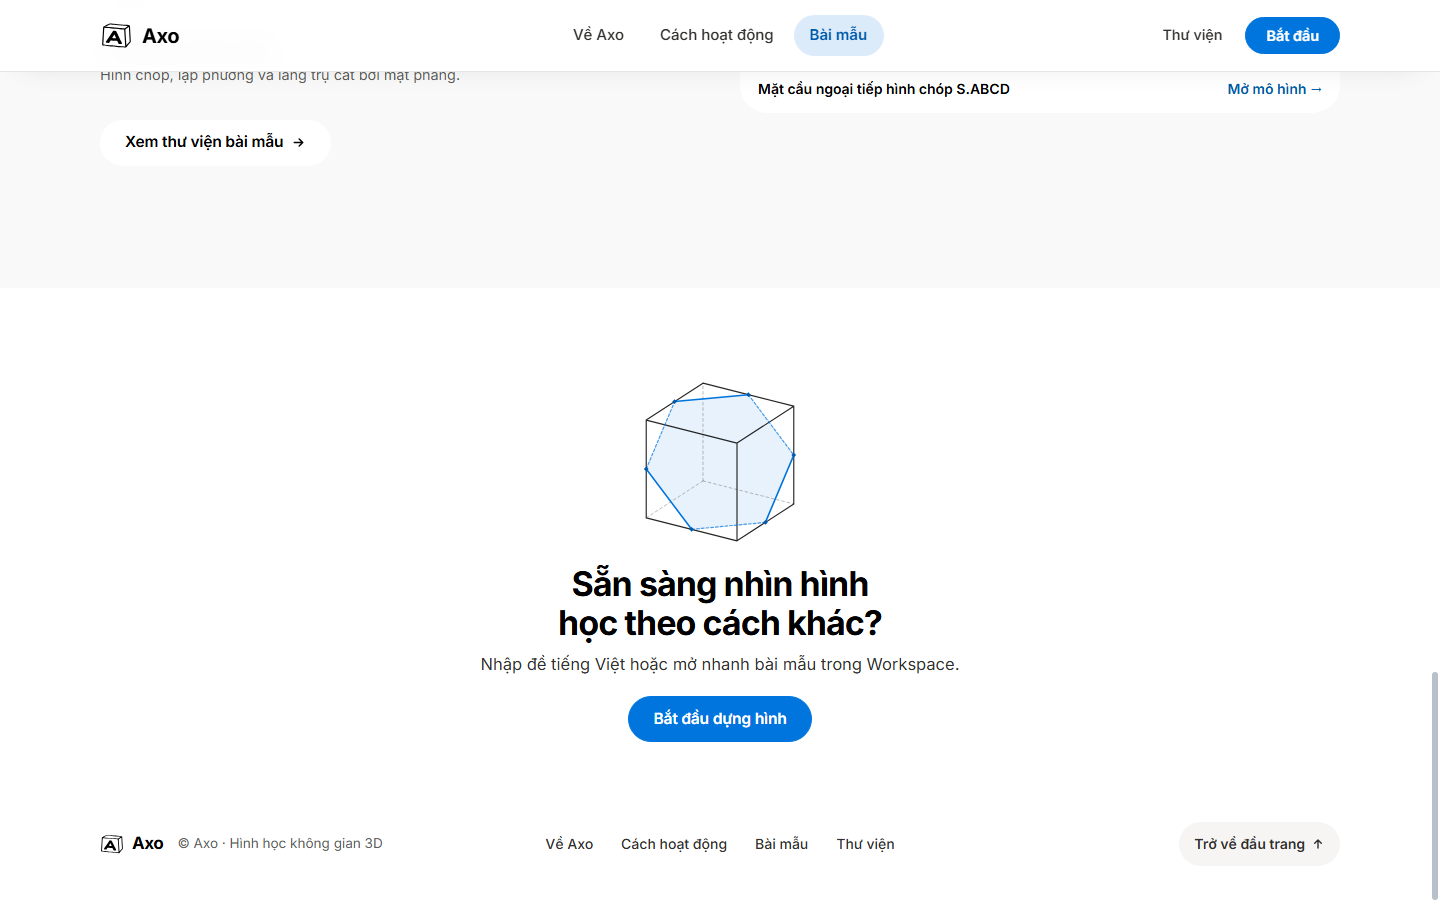 Axo
Về Axo
Cách hoạt động
Bài mẫu
Thư viện
Bắt đầu
Hình chóp, lập phương và lăng trụ cắt bởi mặt phẳng.
Xem thư viện bài mẫu →
Mặt cầu ngoại tiếp hình chóp S.ABCD
Mở mô hình →
Sẵn sàng nhìn hình
học theo cách khác?
Nhập đề tiếng Việt hoặc mở nhanh bài mẫu trong Workspace.
Bắt đầu dựng hình
Axo
© Axo · Hình học không gian 3D
Về Axo
Cách hoạt động
Bài mẫu
Thư viện
Trở về đầu trang ↑